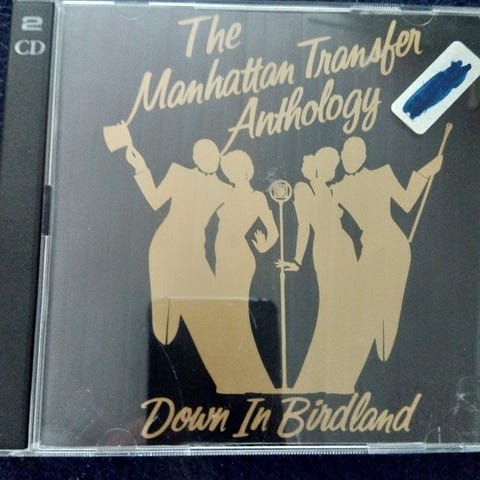 2
CD
The
Manhattan Transfer
Anthology
Down In Birdland